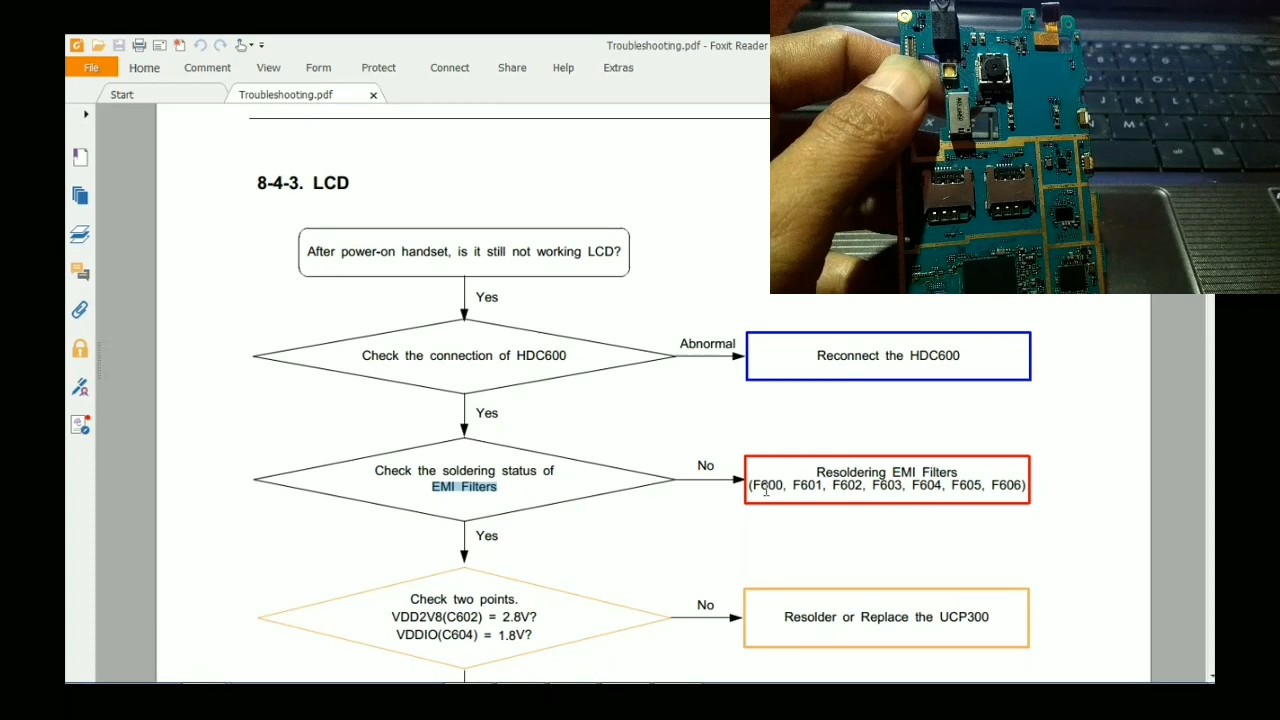 Troubleshooting.pdf - Foxit Reader
File Home Comment View Form Protect Connect Share Help Extras
Start Troubleshooting.pdf
8-4-3. LCD
After power-on handset, is it still not working LCD?
Yes
Check the connection of HDC600
Abnormal
Reconnect the HDC600
Yes
Check the soldering status of
EMI Filters
No
Resoldering EMI Filters
(F600, F601, F602, F603, F604, F605, F606)
Yes
Check two points.
VDD2V8(C602) = 2.8V?
VDDIO(C604) = 1.8V?
No
Resolder or Replace the UCP300